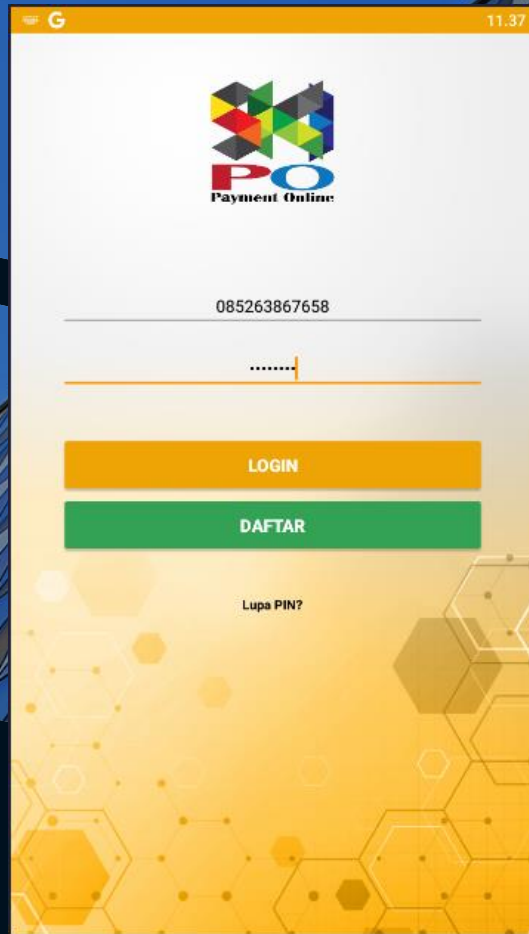 G
11.37
PO
Payment Online
085263867658
........
LOGIN
DAFTAR
Lupa PIN?